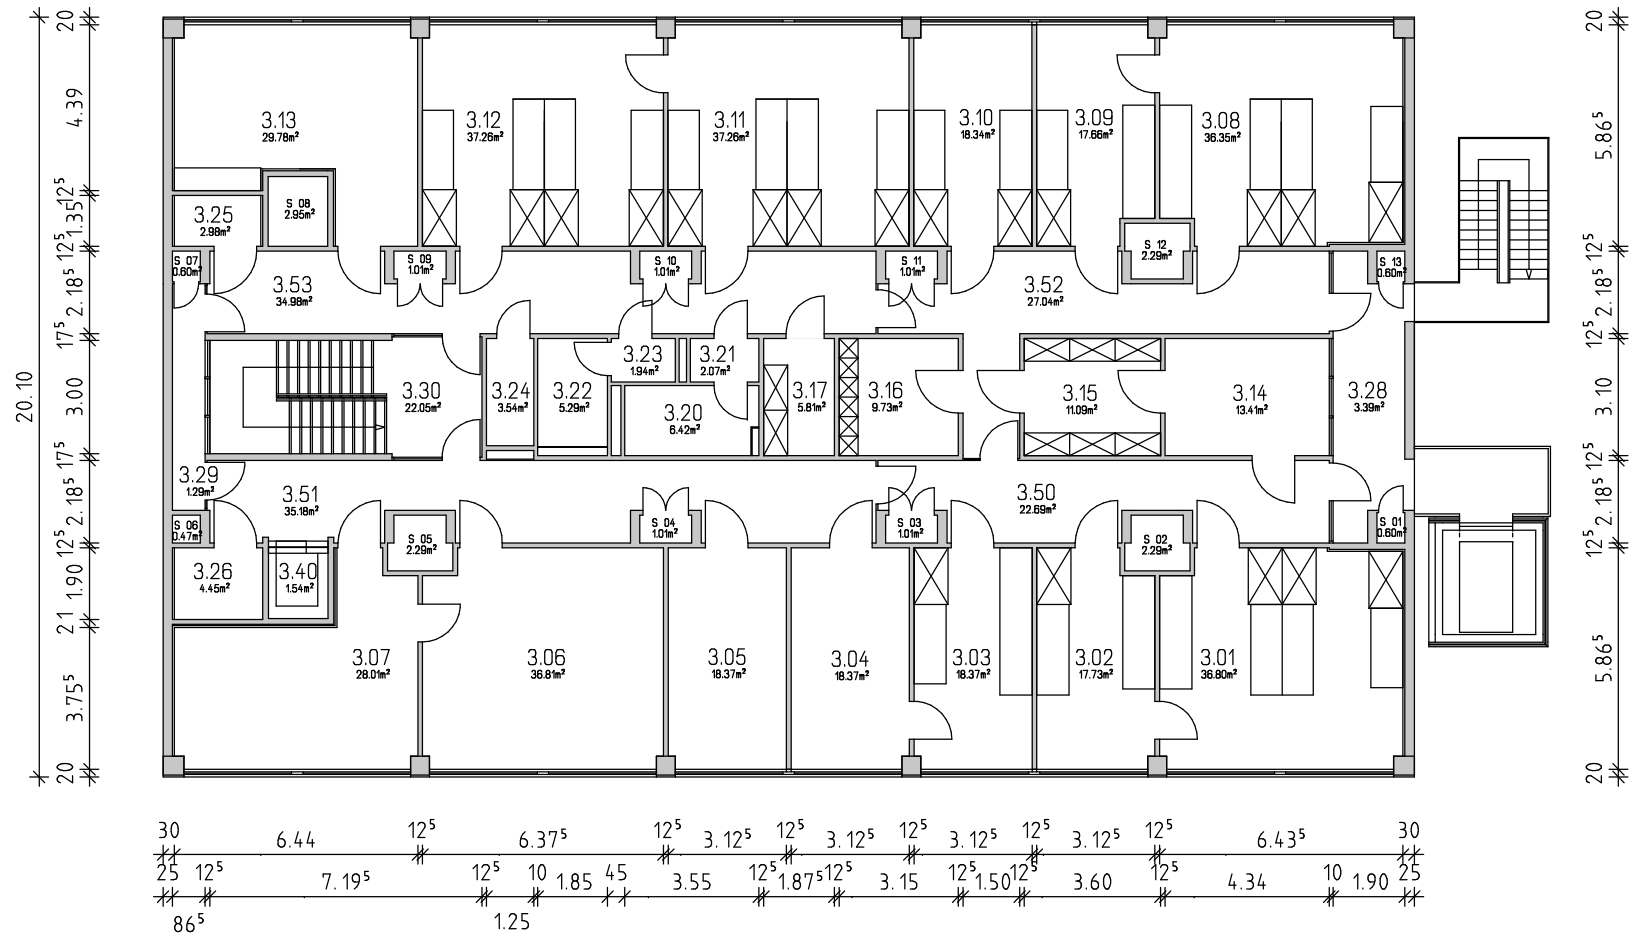 20
20
3.13
29.78m²
3.12
37.26m²
3.11
37.26m²
3.10
18.34m²
3.09
17.66m²
3.08
36.35m²
4.39
5.86⁵
12⁵
1.35
3.25
2.98m²
S 08
2.95m²
12⁵
12⁵
S 07
0.60m²
S 09
1.01m²
S 10
1.01m²
S 11
1.01m²
S 12
2.29m²
S 13
0.60m²
2.18⁵
3.53
34.98m²
3.52
27.04m²
2.18⁵
17⁵
12⁵
20.10
3.00
3.30
22.05m²
3.24
3.54m²
3.22
5.29m²
3.23
1.94m²
3.21
2.07m²
3.20
6.42m²
3.17
5.81m²
3.16
9.73m²
3.15
11.09m²
3.14
13.41m²
3.28
3.39m²
3.10
17⁵
12⁵
3.29
1.29m²
2.18⁵
3.51
35.18m²
3.50
22.69m²
2.18⁵
S 06
0.47m²
S 05
2.29m²
S 04
1.01m²
S 03
1.01m²
S 02
2.29m²
S 01
0.60m²
12⁵
12⁵
1.90
3.26
4.45m²
3.40
1.54m²
21
3.07
28.01m²
3.06
36.81m²
3.05
18.37m²
3.04
18.37m²
3.03
18.37m²
3.02
17.73m²
3.01
36.80m²
3.75⁵
5.86⁵
20
20
30 6.44 12⁵ 6.37⁵ 12⁵ 3.12⁵ 12⁵ 3.12⁵ 12⁵ 3.12⁵ 12⁵ 3.12⁵ 12⁵ 6.43⁵ 30
25 12⁵ 7.19⁵ 12⁵ 10 1.85 45 3.55 12⁵ 1.87⁵ 12⁵ 3.15 12⁵ 1.50 12⁵ 3.60 12⁵ 4.34 10 1.90 25
86⁵ 1.25